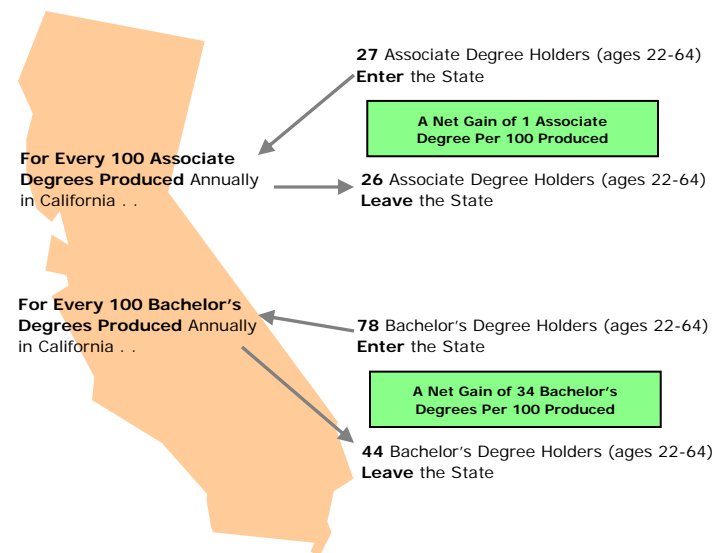 27 Associate Degree Holders (ages 22-64)
Enter the State
A Net Gain of 1 Associate
Degree Per 100 Produced
For Every 100 Associate
Degrees Produced Annually
in California . .
26 Associate Degree Holders (ages 22-64)
Leave the State
For Every 100 Bachelor's
Degrees Produced Annually
in California . .
78 Bachelor's Degree Holders (ages 22-64)
Enter the State
A Net Gain of 34 Bachelor's
Degrees Per 100 Produced
44 Bachelor's Degree Holders (ages 22-64)
Leave the State